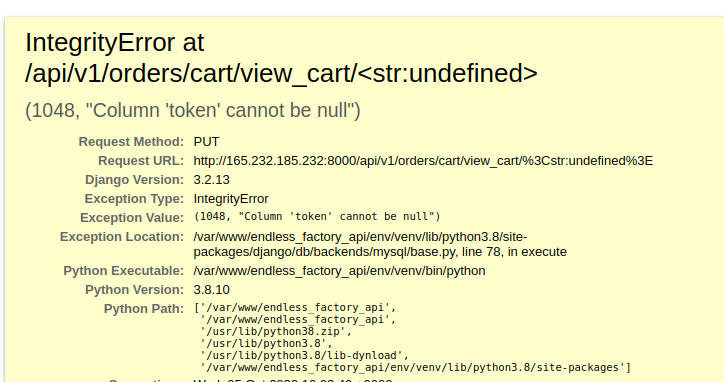 IntegrityError at
/api/v1/orders/cart/view_cart/<str:undefined>
(1048, "Column 'token' cannot be null")
Request Method: PUT
Request URL: http://165.232.185.232:8000/api/v1/orders/cart/view_cart/%3Cstr:undefined%3E
Django Version: 3.2.13
Exception Type: IntegrityError
Exception Value: (1048, "Column 'token' cannot be null")
Exception Location: /var/www/endless_factory_api/env/venv/lib/python3.8/site-
packages/django/db/backends/mysql/base.py, line 78, in execute
Python Executable: /var/www/endless_factory_api/env/venv/bin/python
Python Version: 3.8.10
Python Path: ['/var/www/endless_factory_api',
'/var/www/endless_factory_api',
'/usr/lib/python38.zip',
'/usr/lib/python3.8',
'/usr/lib/python3.8/lib-dynload',
'/var/www/endless_factory_api/env/venv/lib/python3.8/site-packages']